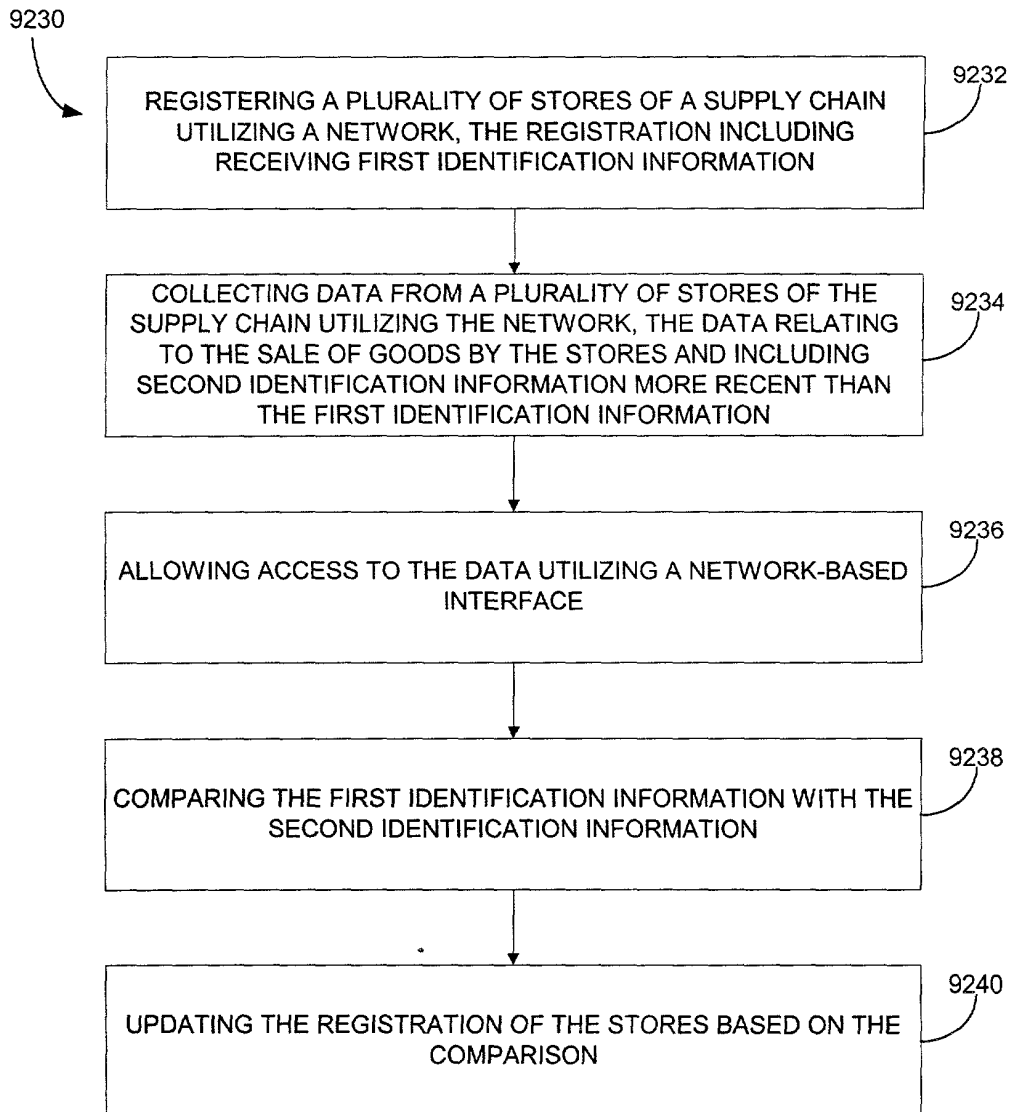 9230
9232
REGISTERING A PLURALITY OF STORES OF A SUPPLY CHAIN
UTILIZING A NETWORK, THE REGISTRATION INCLUDING
RECEIVING FIRST IDENTIFICATION INFORMATION
9234
COLLECTING DATA FROM A PLURALITY OF STORES OF THE
SUPPLY CHAIN UTILIZING THE NETWORK, THE DATA RELATING
TO THE SALE OF GOODS BY THE STORES AND INCLUDING
SECOND IDENTIFICATION INFORMATION MORE RECENT THAN
THE FIRST IDENTIFICATION INFORMATION
9236
ALLOWING ACCESS TO THE DATA UTILIZING A NETWORK-BASED
INTERFACE
9238
COMPARING THE FIRST IDENTIFICATION INFORMATION WITH THE
SECOND IDENTIFICATION INFORMATION
9240
UPDATING THE REGISTRATION OF THE STORES BASED ON THE
COMPARISON